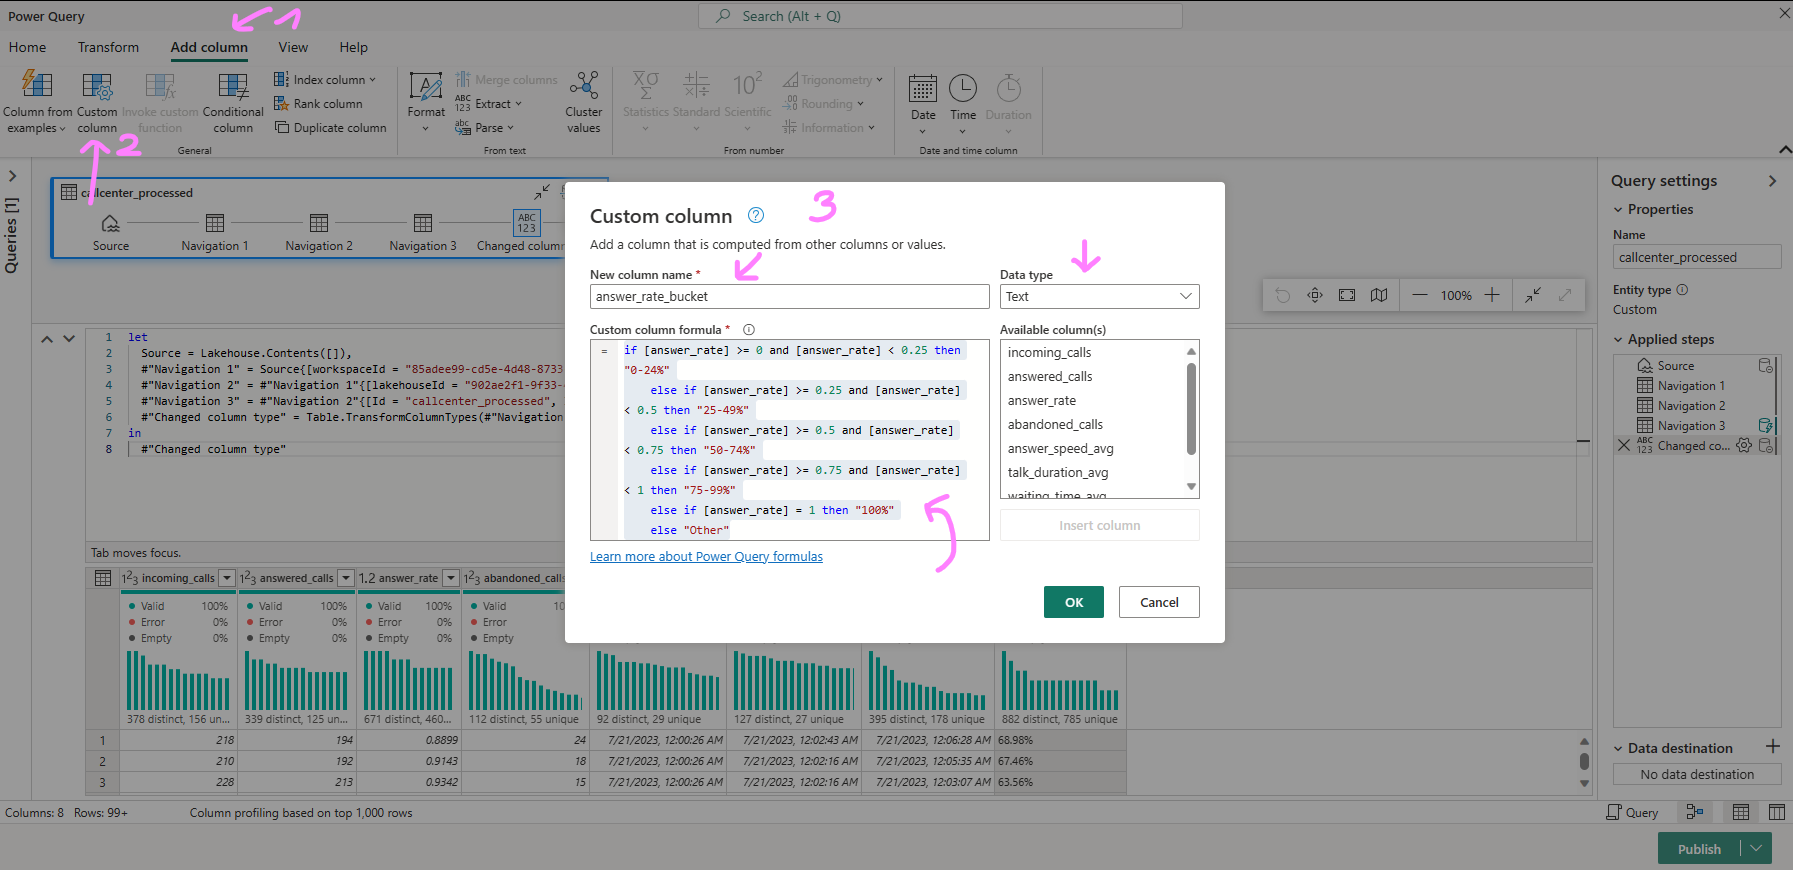 Power Query
Search (Alt + Q)
1
Home Transform Add column View Help
Column from examples
Custom column
Invoke custom function
Conditional column
Index column
Rank column
Duplicate column
General
Format
Merge columns
Extract
Parse
Cluster values
From text
Statistics
Standard
Scientific
Trigonometry
Rounding
Information
From number
Date
Time
Duration
Date and time column
2
Queries [1]
callcenter_processed
Source
Navigation 1
Navigation 2
Navigation 3
Changed colum
Custom column
3
Add a column that is computed from other columns or values.
New column name *
answer_rate_bucket
Data type
Text
Custom column formula *
= if [answer_rate] >= 0 and [answer_rate] < 0.25 then
"0-24%"
else if [answer_rate] >= 0.25 and [answer_rate]
< 0.5 then "25-49%"
else if [answer_rate] >= 0.5 and [answer_rate]
< 0.75 then "50-74%"
else if [answer_rate] >= 0.75 and [answer_rate]
< 1 then "75-99%"
else if [answer_rate] = 1 then "100%"
else "Other"
Learn more about Power Query formulas
Available column(s)
incoming_calls
answered_calls
answer_rate
abandoned_calls
answer_speed_avg
talk_duration_avg
waiting_time_avg
Insert column
OK
Cancel
100%
1 let
2 Source = Lakehouse.Contents([]),
3 #"Navigation 1" = Source{[workspaceId = "85adee99-cd5e-4d48-8733
4 #"Navigation 2" = #"Navigation 1"{[lakehouseId = "902ae2f1-9f33-
5 #"Navigation 3" = #"Navigation 2"{[Id = "callcenter_processed",
6 #"Changed column type" = Table.TransformColumnTypes(#"Navigation
7 in
8 #"Changed column type"
Tab moves focus.
123 incoming_calls
123 answered_calls
1.2 answer_rate
123 abandoned_calls
Valid 100%
Error 0%
Empty 0%
Valid 100%
Error 0%
Empty 0%
Valid 100%
Error 0%
Empty 0%
Valid 10
Error
Empty
378 distinct, 156 un...
339 distinct, 125 un...
671 distinct, 460...
112 distinct, 55 unique
92 distinct, 29 unique
127 distinct, 27 unique
395 distinct, 178 unique
882 distinct, 785 unique
1 218 194 0.8899 24 7/21/2023, 12:00:26 AM 7/21/2023, 12:02:43 AM 7/21/2023, 12:06:28 AM 68.98%
2 210 192 0.9143 18 7/21/2023, 12:00:26 AM 7/21/2023, 12:02:16 AM 7/21/2023, 12:05:35 AM 67.46%
3 228 213 0.9342 15 7/21/2023, 12:00:26 AM 7/21/2023, 12:02:16 AM 7/21/2023, 12:03:07 AM 63.56%
Query settings
Properties
Name
callcenter_processed
Entity type
Custom
Applied steps
Source
Navigation 1
Navigation 2
Navigation 3
ABC 123 Changed co...
Data destination
No data destination
Columns: 8 Rows: 99+
Column profiling based on top 1,000 rows
Query
Publish